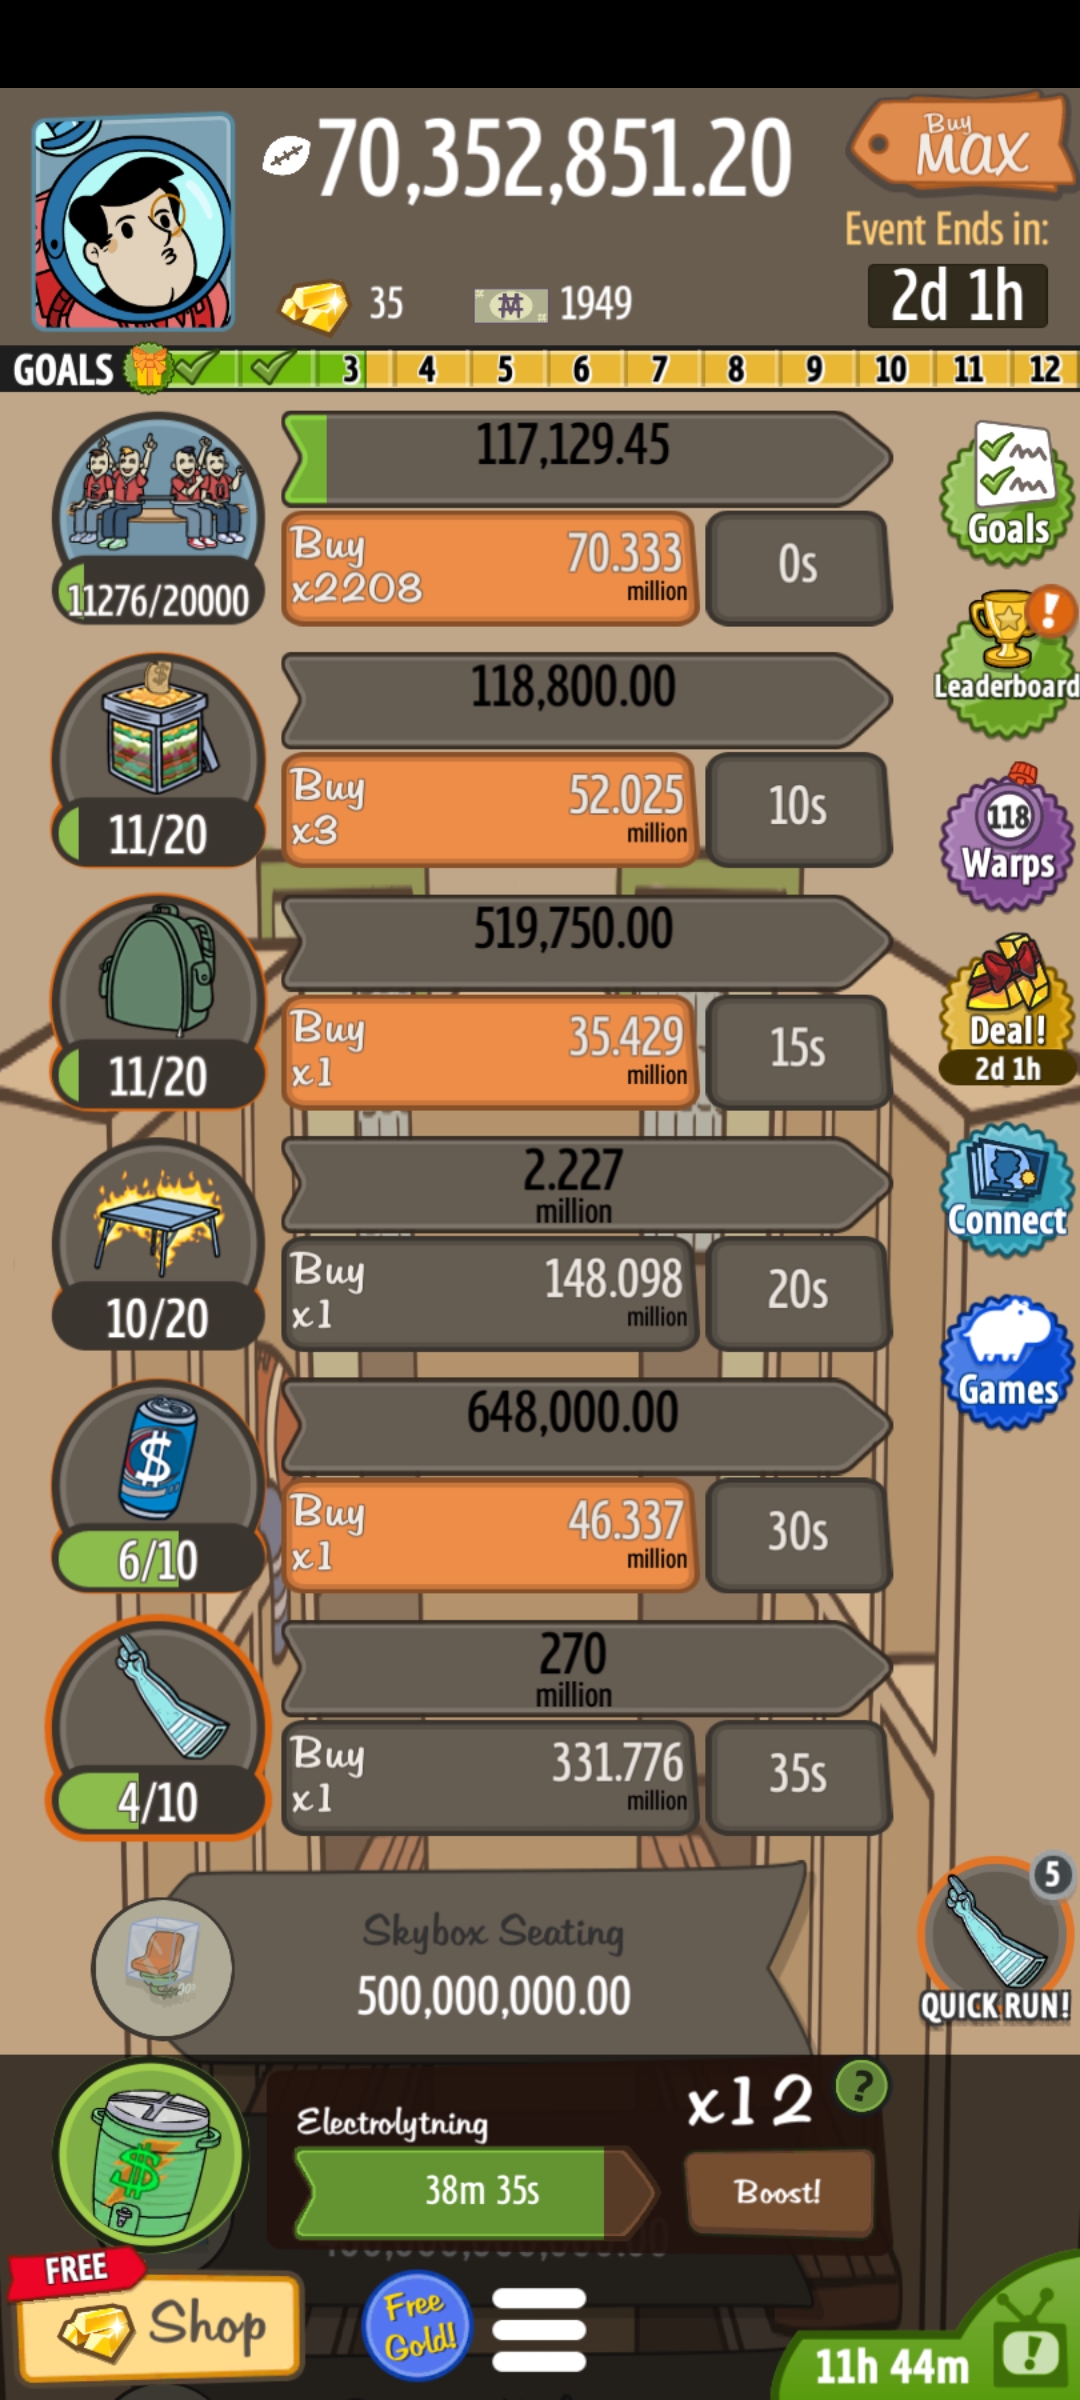 70,352,851.20
Buy
MAX
Event Ends in:
35
1949
2d 1h
GOALS
3 4 5 6 7 8 9 10 11 12
117,129.45
Buy
x2208
70.333
million
0s
11276/20000
Goals
118,800.00
Buy
x3
52.025
million
10s
11/20
Leaderboard
118
Warps
519,750.00
Buy
x1
35.429
million
15s
11/20
Deal!
2d 1h
2.227
million
Buy
x1
148.098
million
20s
10/20
Connect
648,000.00
Buy
x1
46.337
million
30s
6/10
Games
270
million
Buy
x1
331.776
million
35s
4/10
Skybox Seating
500,000,000.00
5
QUICK RUN!
Electrolytning
x12
?
38m 35s
Boost!
FREE
Shop
Free
Gold!
11h 44m